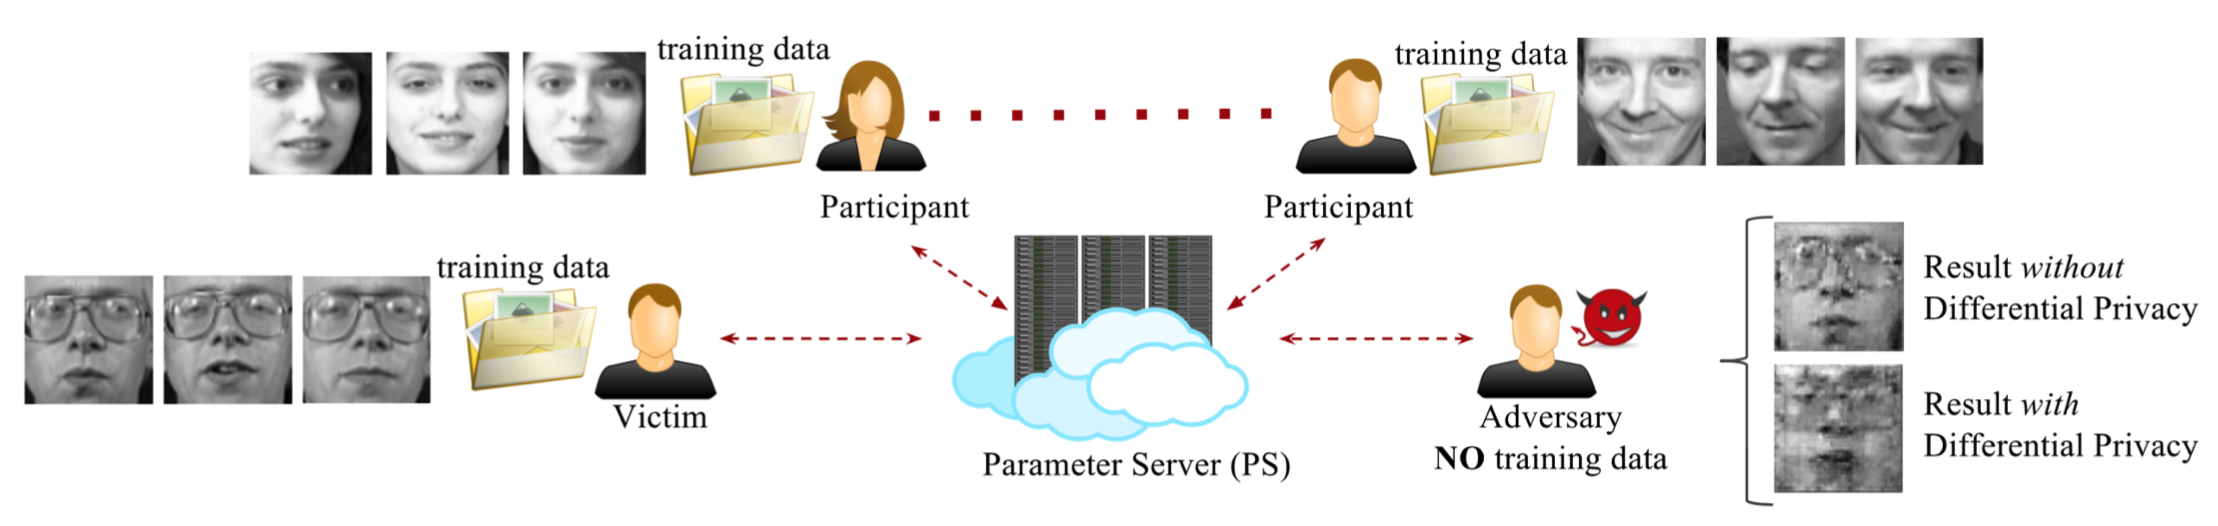 training data
training data
Participant
Participant
training data
Victim
Parameter Server (PS)
Adversary
NO training data
Result without
Differential Privacy
Result with
Differential Privacy